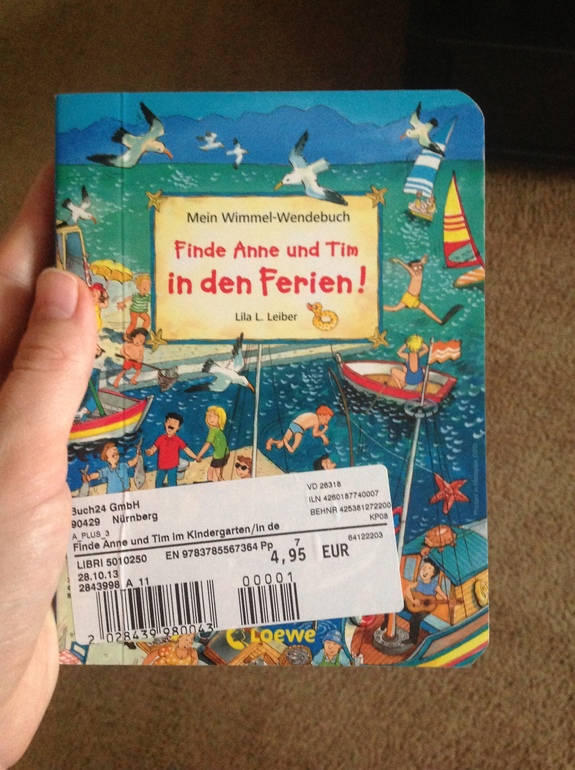 Mein Wimmel-Wendebuch
Finde Anne und Tim
in den Ferien!
Lila L. Leiber
Buch24 GmbH
90429 Nürnberg
VD 26318
ILN 4260187740007
BEHNR 425381272200
KP08
A_PLUS_3
Finde Anne und Tim im Kindergarten/in de
64122203
LIBRI 5010250 EN 9783785567364 Pp 7
4,95 EUR
28.10.13
2843998 A 11
00001
2 028439 980043
Loewe